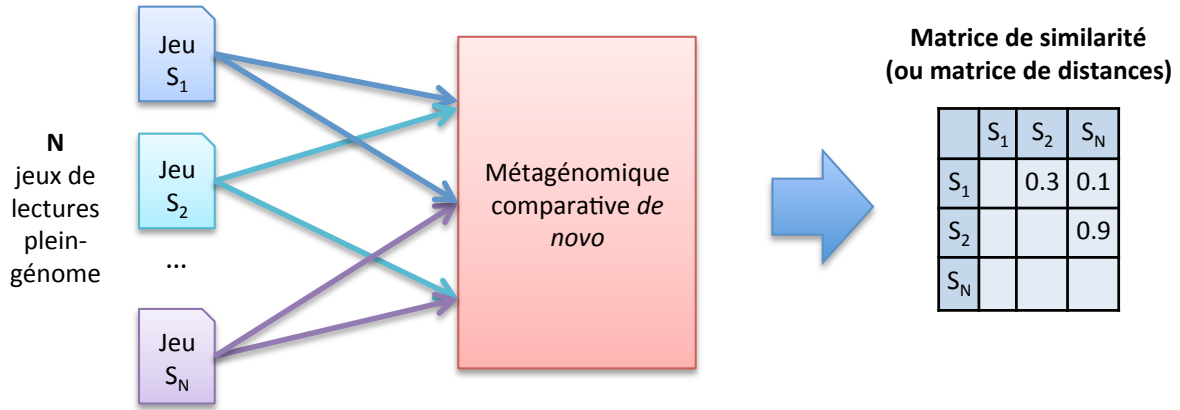 N
jeux de
lectures
plein-
génome
Jeu
S1
Jeu
S2
...
Jeu
SN
Métagénomique
comparative de
novo
Matrice de similarité
(ou matrice de distances)
S1 S2 SN
S1 0.3 0.1
S2 0.9
SN